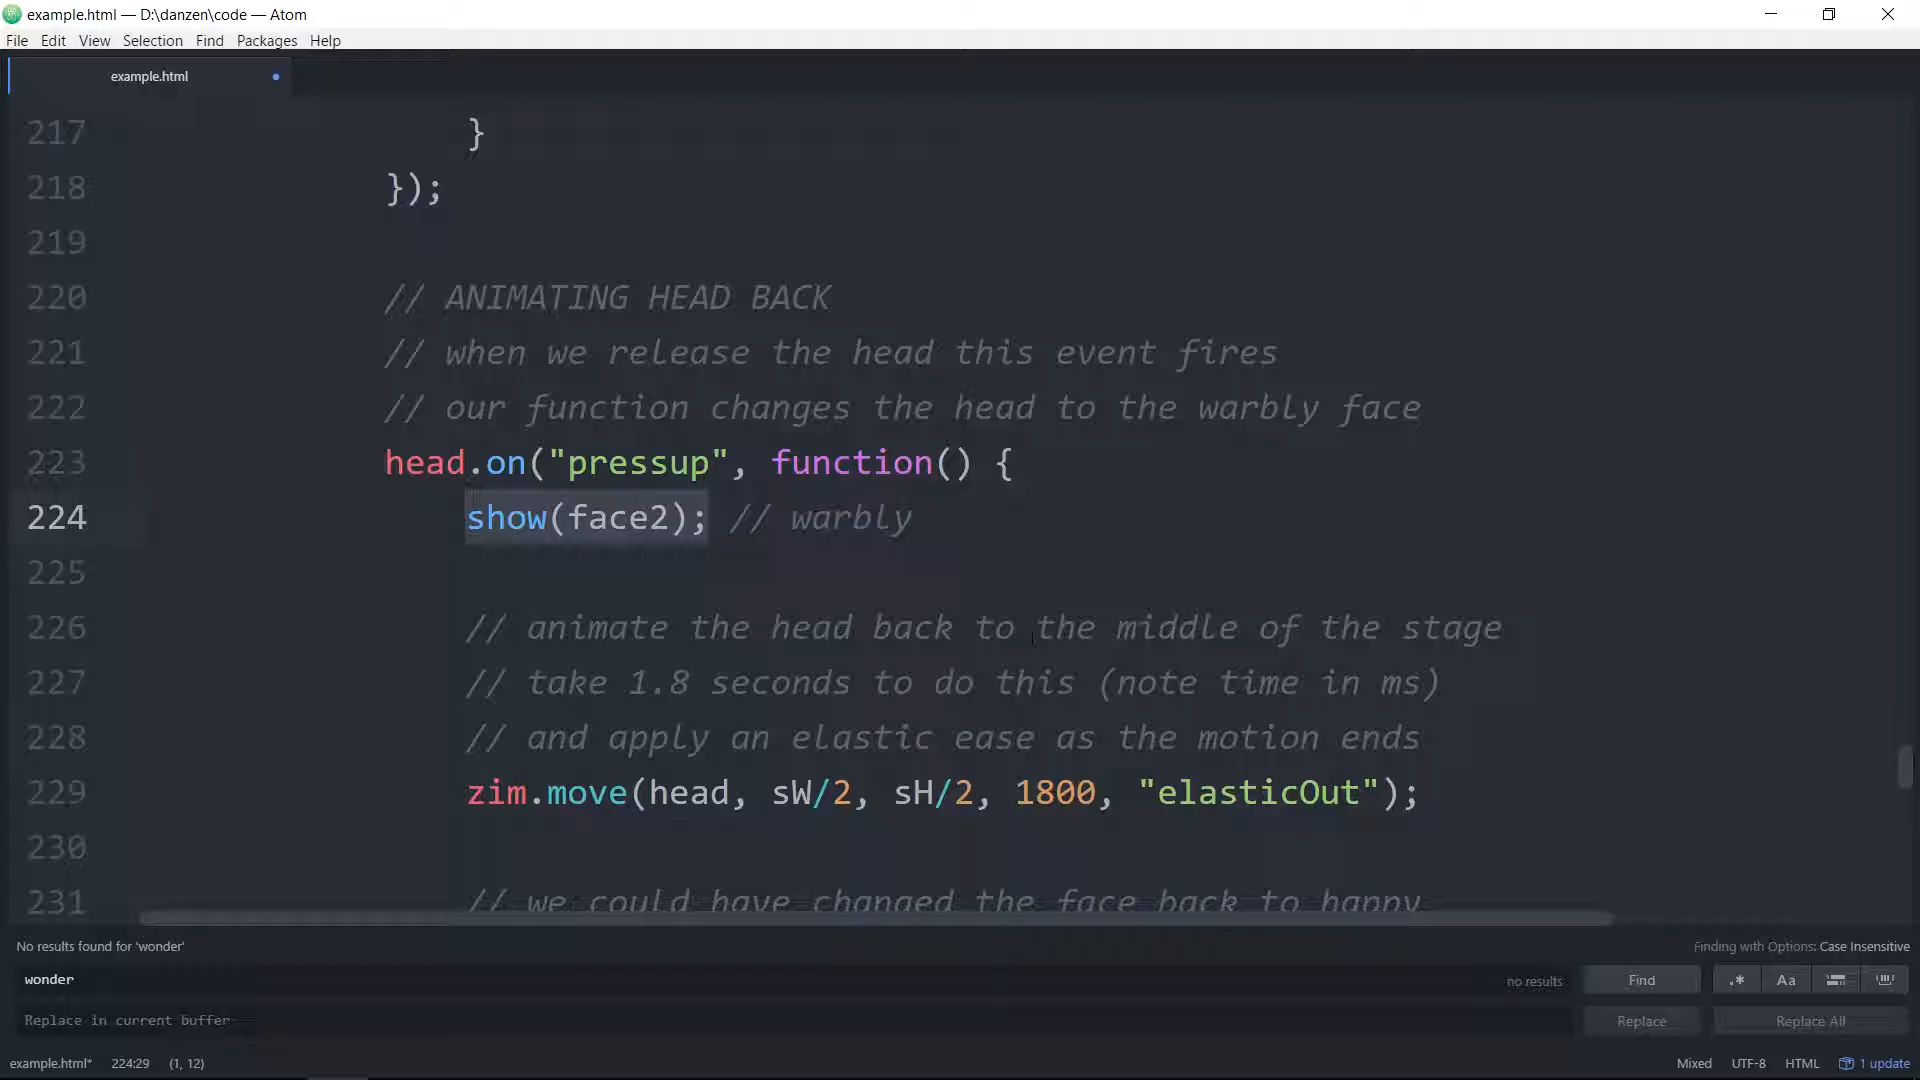 example.html — D:\danzen\code — Atom
File Edit View Selection Find Packages Help
example.html
217 }
218 });
219
220 // ANIMATING HEAD BACK
221 // when we release the head this event fires
222 // our function changes the head to the warbly face
223 head.on("pressup", function() {
224 show(face2); // warbly
225
226 // animate the head back to the middle of the stage
227 // take 1.8 seconds to do this (note time in ms)
228 // and apply an elastic ease as the motion ends
229 zim.move(head, sW/2, sH/2, 1800, "elasticOut");
230
231 // we could have changed the face back to happy
No results found for 'wonder' Finding with Options: Case Insensitive
wonder no results Find .* Aa
Replace in current buffer Replace Replace All
example.html* 224:29 (1, 12) Mixed UTF-8 HTML 1 update